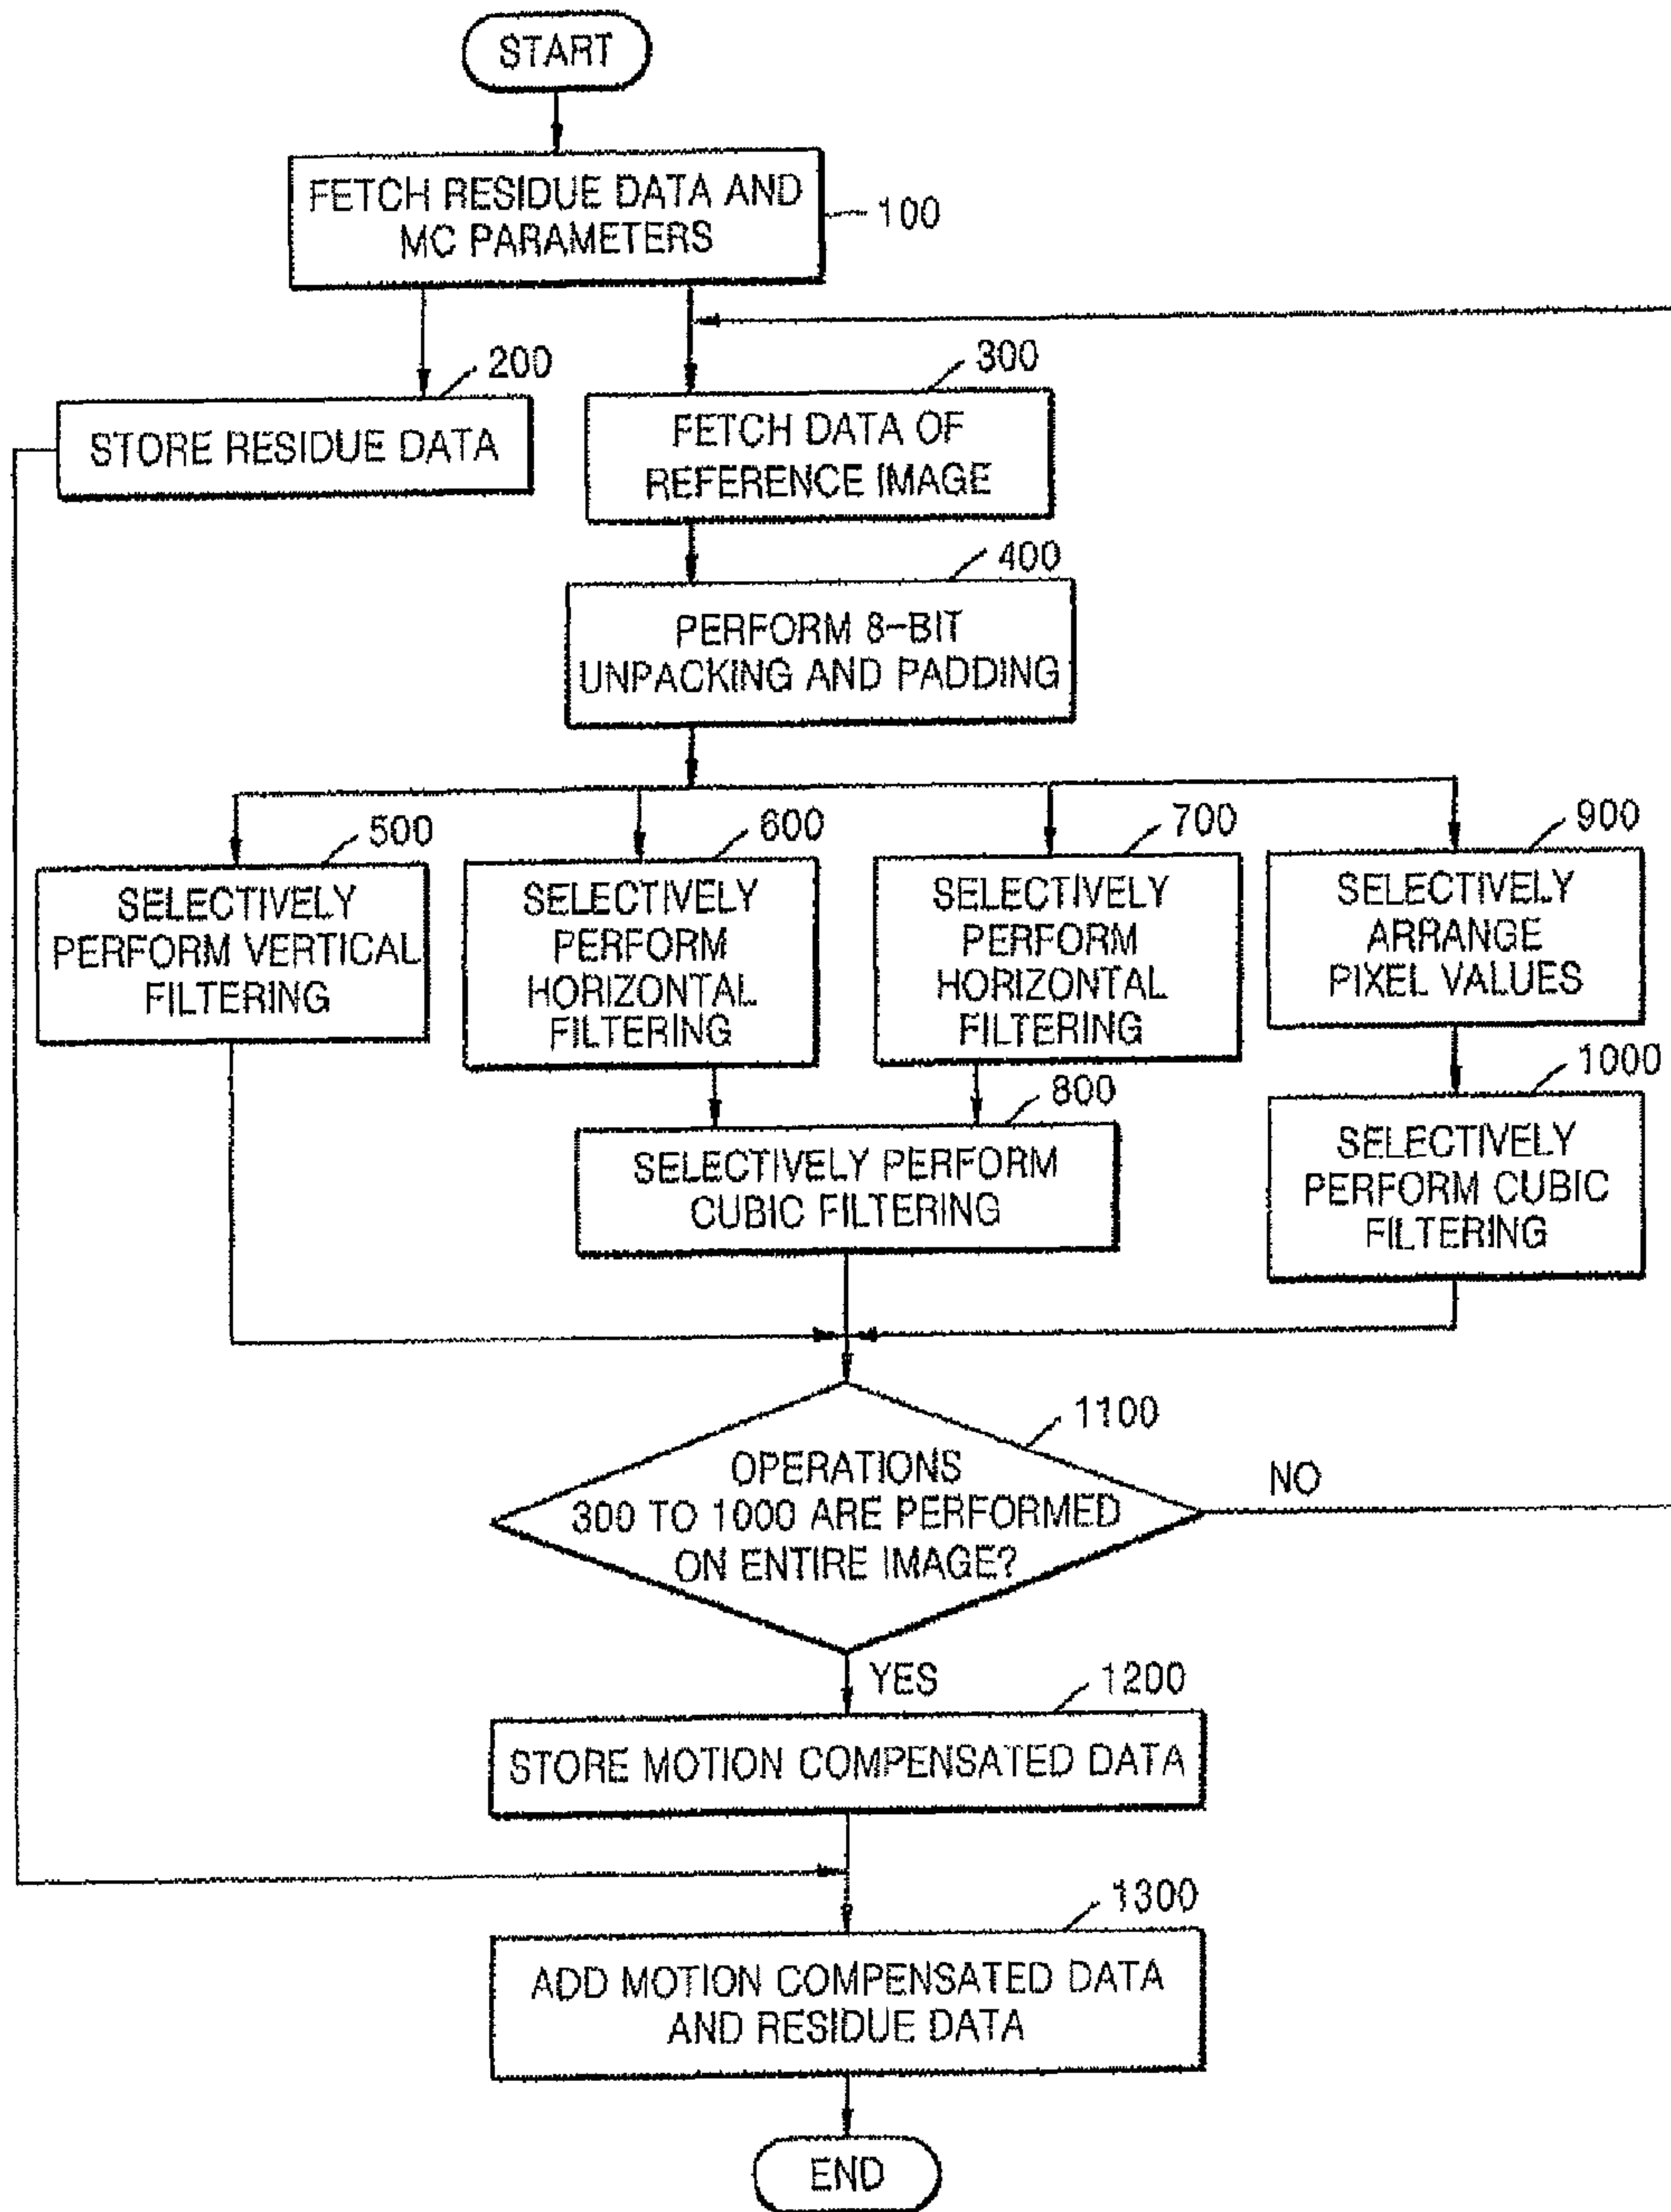 START
FETCH RESIDUE DATA AND
MC PARAMETERS
100
200
STORE RESIDUE DATA
300
FETCH DATA OF
REFERENCE IMAGE
400
PERFORM 8-BIT
UNPACKING AND PADDING
500
SELECTIVELY
PERFORM VERTICAL
FILTERING
600
SELECTIVELY
PERFORM
HORIZONTAL
FILTERING
700
SELECTIVELY
PERFORM
HORIZONTAL
FILTERING
900
SELECTIVELY
ARRANGE
PIXEL VALUES
800
SELECTIVELY PERFORM
CUBIC FILTERING
1000
SELECTIVELY
PERFORM CUBIC
FILTERING
1100
OPERATIONS
300 TO 1000 ARE PERFORMED
ON ENTIRE IMAGE?
NO
YES
1200
STORE MOTION COMPENSATED DATA
1300
ADD MOTION COMPENSATED DATA
AND RESIDUE DATA
END